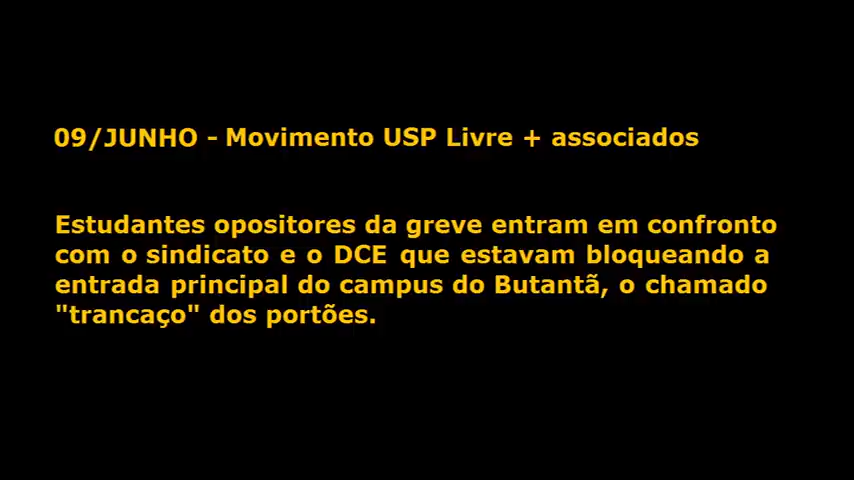 09/JUNHO - Movimento USP Livre + associados
Estudantes opositores da greve entram em confronto
com o sindicato e o DCE que estavam bloqueando a
entrada principal do campus do Butantã, o chamado
"trancaço" dos portões.